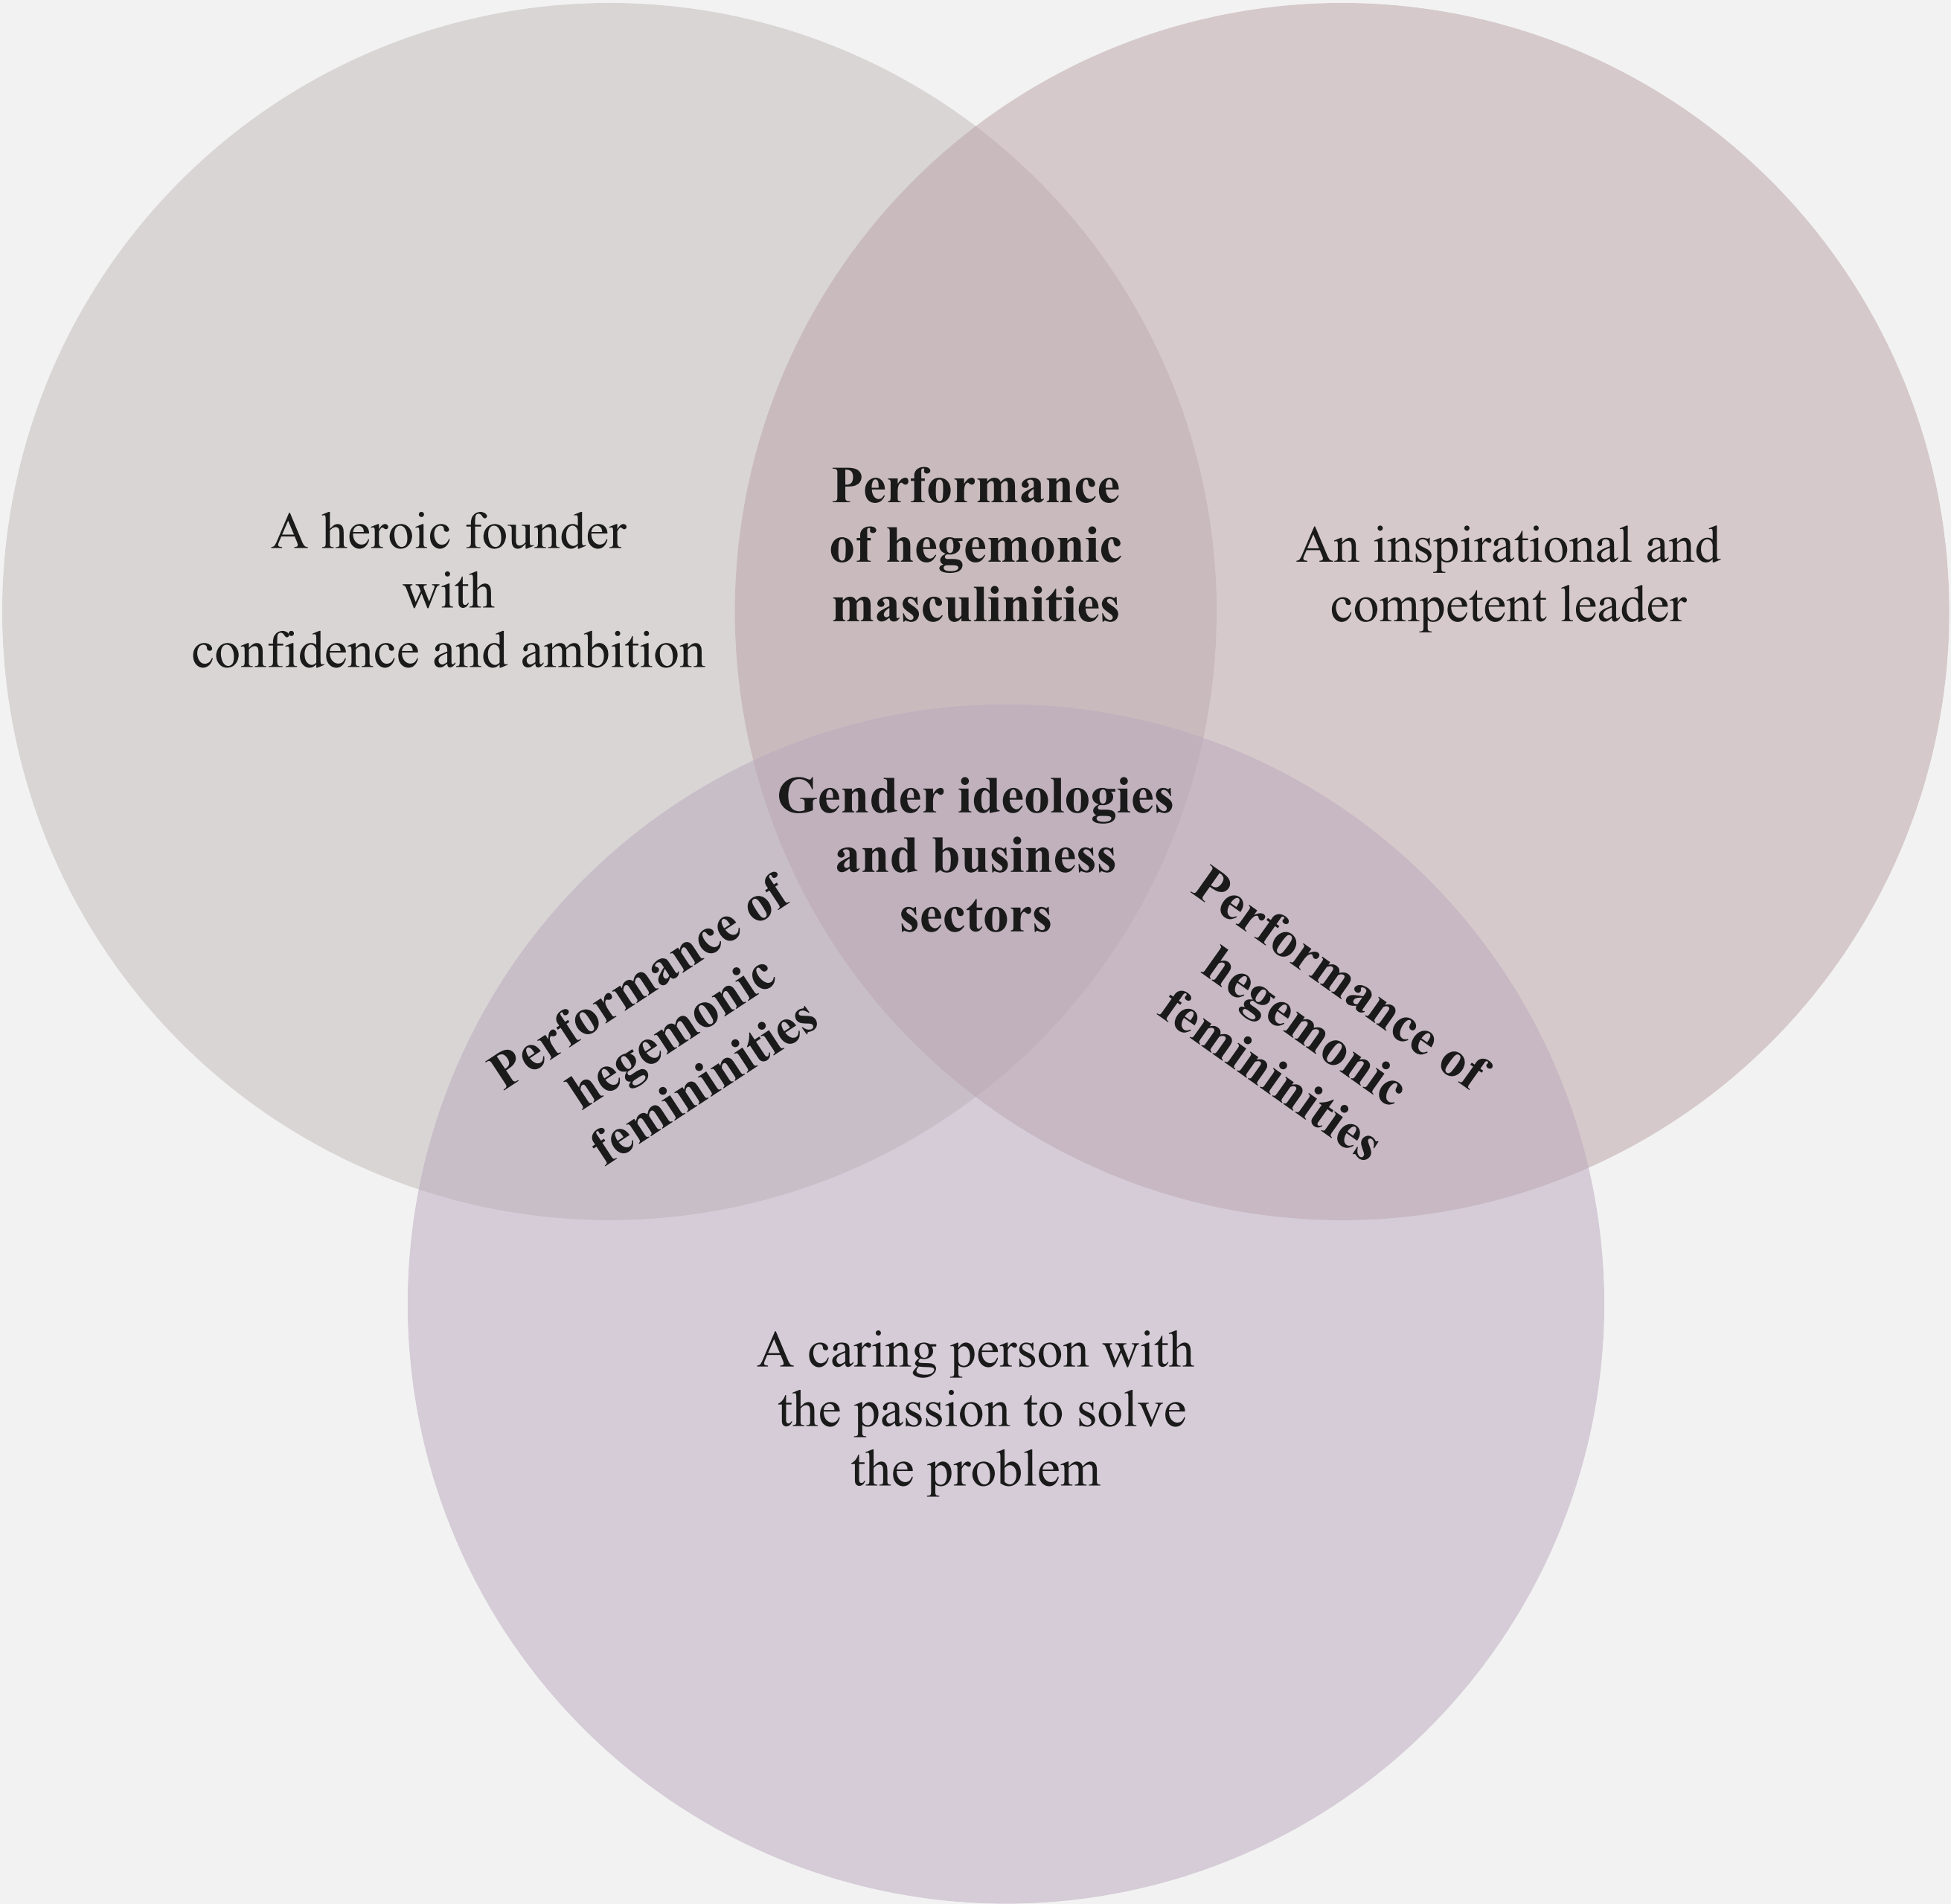 A heroic founder
with
confidence and ambition
Performance
of hegemonic
masculinities
An inspirational and
competent leader
Gender ideologies
and business
sectors
Performance of
hegemonic
femininities
Performance of
hegemonic
femininities
A caring person with
the passion to solve
the problem